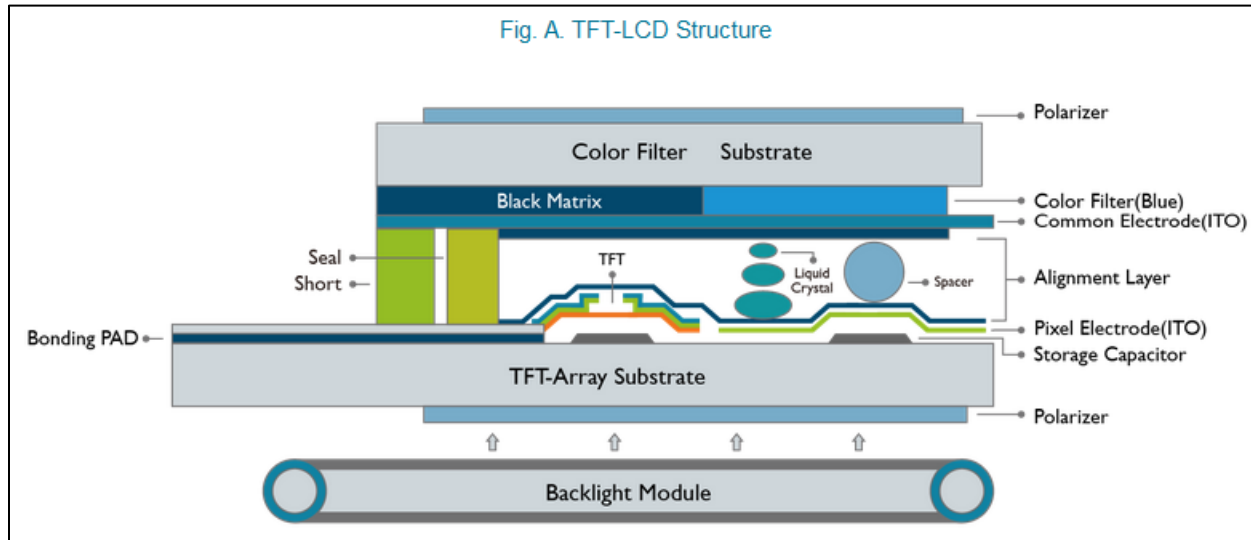 Fig. A. TFT-LCD Structure
Polarizer
Color Filter Substrate
Black Matrix
Color Filter(Blue)
Common Electrode(ITO)
Seal
Short
TFT
Liquid
Crystal
Spacer
Alignment Layer
Bonding PAD
Pixel Electrode(ITO)
Storage Capacitor
TFT-Array Substrate
Polarizer
Backlight Module